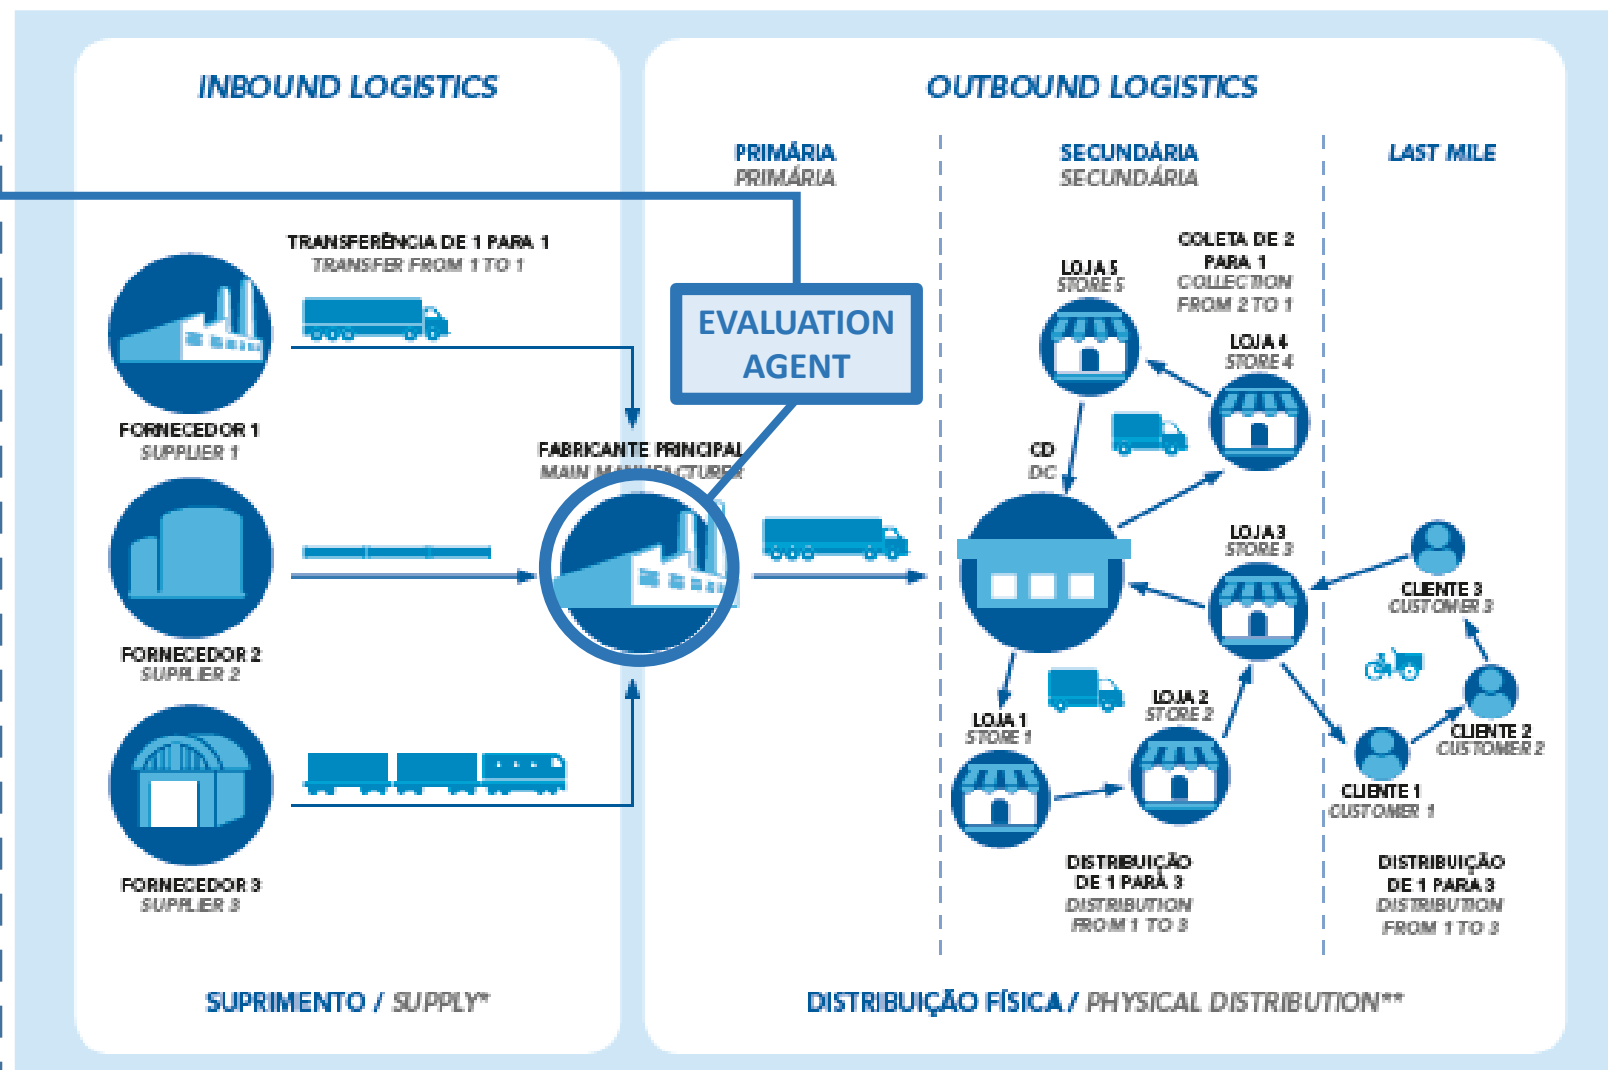 INBOUND LOGISTICS
OUTBOUND LOGISTICS
PRIMÁRIA
PRIMÁRIA
SECUNDÁRIA
SECUNDÁRIA
LAST MILE
TRANSFERÊNCIA DE 1 PARA 1
TRANSFER FROM 1 TO 1
FORNECEDOR 1
SUPPLIER 1
FORNECEDOR 2
SUPPLIER 2
FORNECEDOR 3
SUPPLIER 3
EVALUATION
AGENT
FABRICANTE PRINCIPAL
MAIN MANUFACTURER
LOJA 5
STORE 5
COLETA DE 2
PARA 1
COLLECTION
FROM 2 TO 1
LOJA 4
STORE 4
CD
DC
LOJA 3
STORE 3
LOJA 2
STORE 2
LOJA 1
STORE 1
CLIENTE 3
CUSTOMER 3
CLIENTE 2
CUSTOMER 2
CLIENTE 1
CUSTOMER 1
DISTRIBUIÇÃO
DE 1 PARA 3
DISTRIBUTION
FROM 1 TO 3
DISTRIBUIÇÃO
DE 1 PARA 3
DISTRIBUTION
FROM 1 TO 3
SUPRIMENTO / SUPPLY*
DISTRIBUIÇÃO FÍSICA / PHYSICAL DISTRIBUTION**